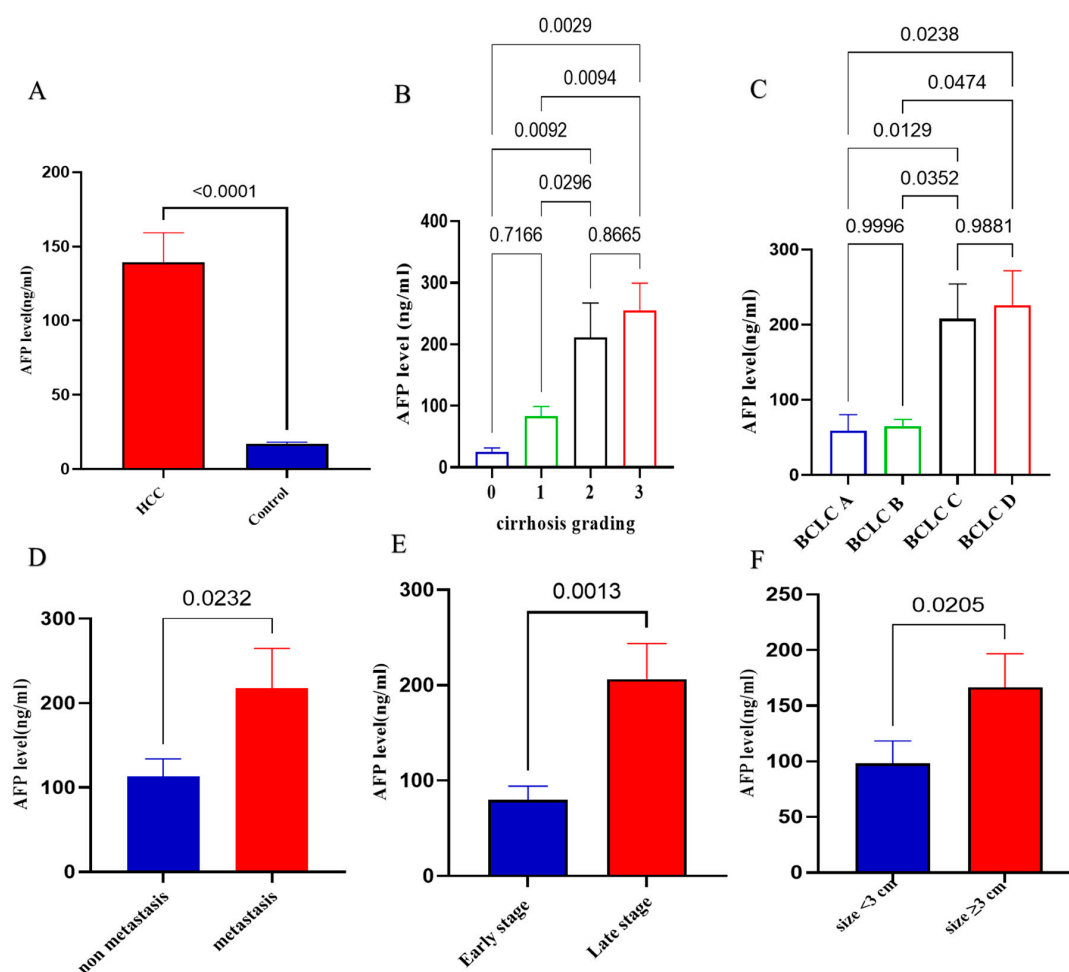 A
AFP level(ng/ml)
200
150
100
50
0
<0.0001
HCC
Control
B
AFP level (ng/ml)
0.0029
0.0094
0.0092
0.0296
0.7166
0.8665
400
300
200
100
0
0 1 2 3
cirrhosis grading
C
AFP level(ng/ml)
0.0238
0.0474
0.0129
0.0352
0.9996
0.9881
300
200
100
0
BCLC A
BCLC B
BCLC C
BCLC D
D
AFP level(ng/ml)
0.0232
300
200
100
0
non metastasis
metastasis
E
AFP level(ng/ml)
0.0013
300
200
100
0
Early stage
Late stage
F
AFP level(ng/ml)
0.0205
250
200
150
100
50
0
size <3 cm
size ≥3 cm